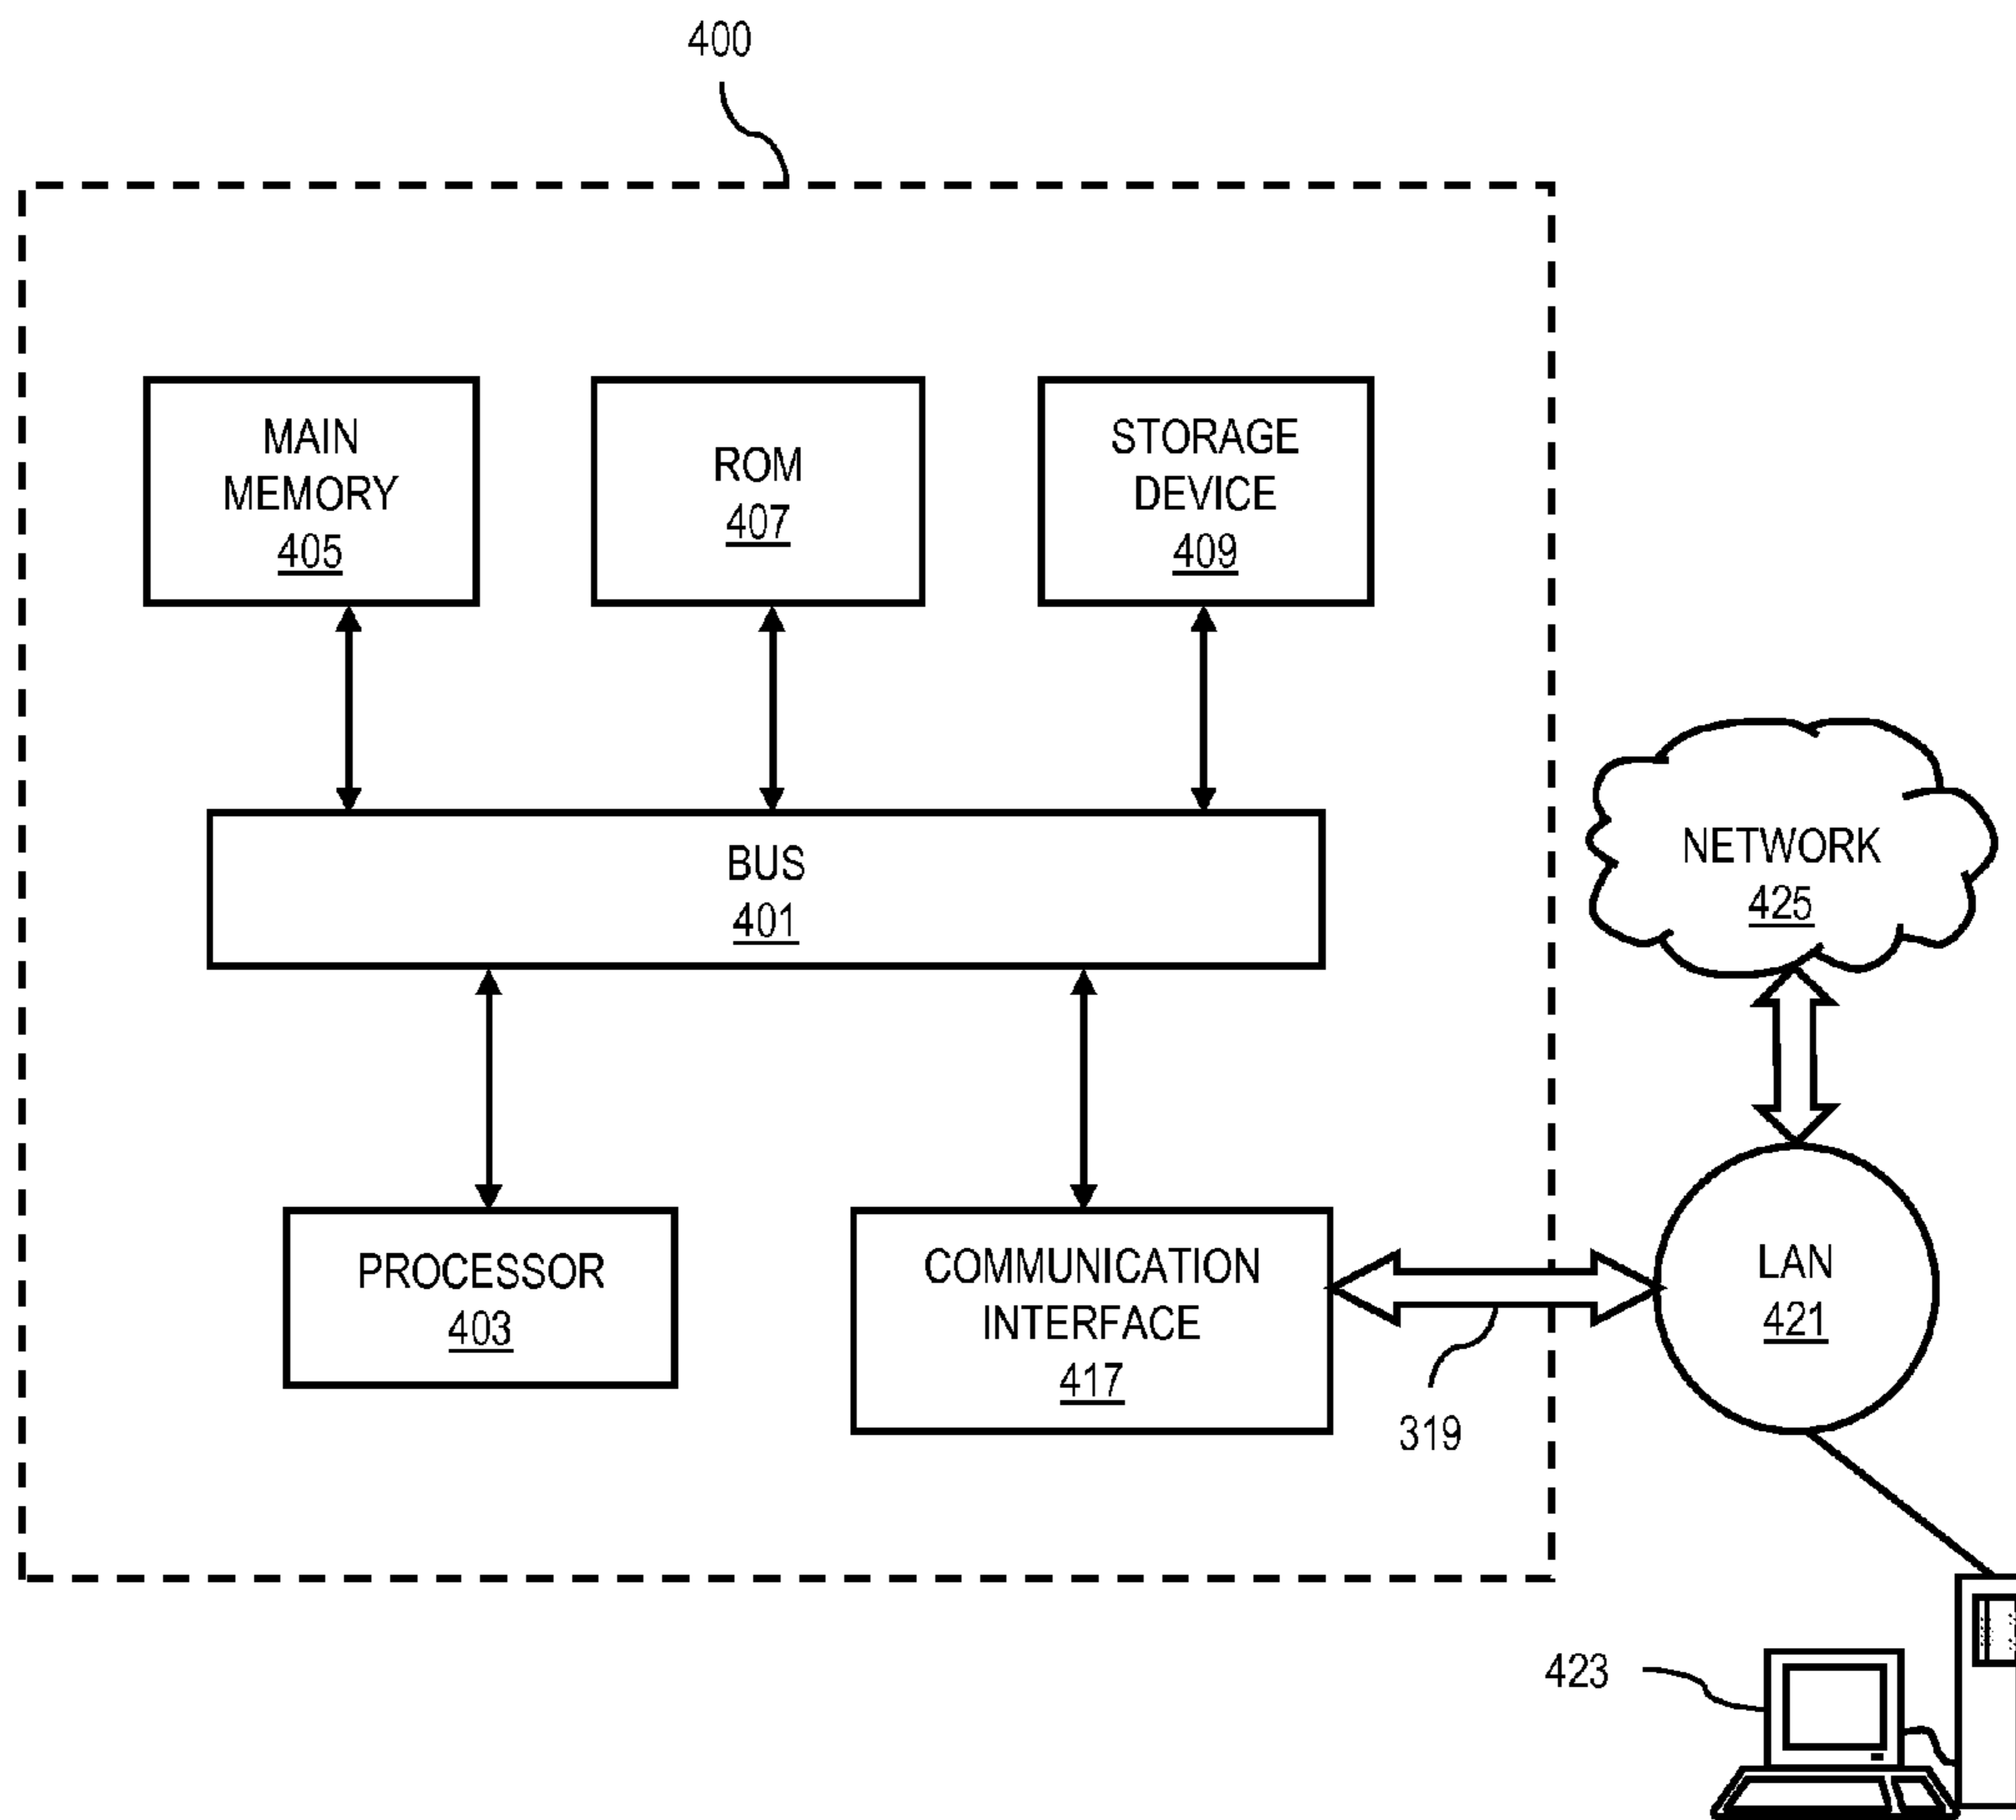 400
MAIN
MEMORY
405
ROM
407
STORAGE
DEVICE
409
BUS
401
NETWORK
425
PROCESSOR
403
COMMUNICATION
INTERFACE
417
LAN
421
319
423